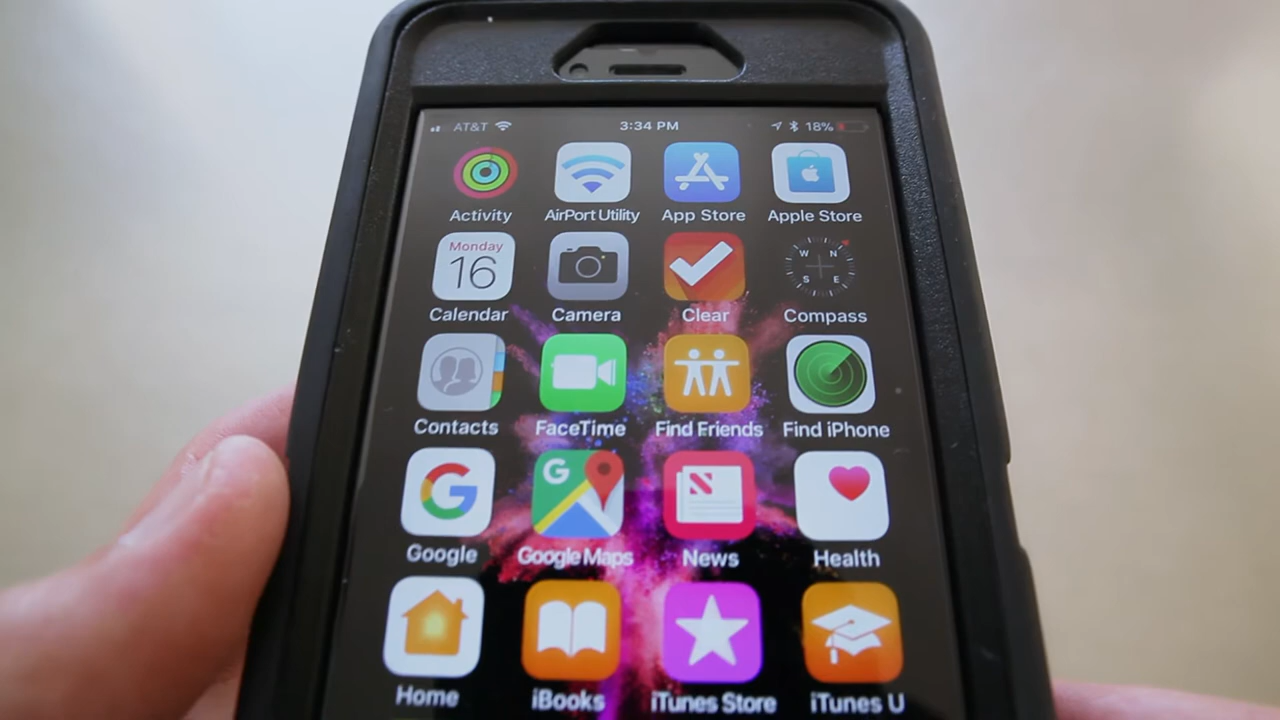 AT&T 3:34 PM 18%
Activity AirPort Utility App Store Apple Store
Monday
16
W N
S E
Calendar Camera Clear Compass
Contacts FaceTime Find Friends Find iPhone
G G N
Google Google Maps News Health
Home iBooks iTunes Store iTunes U